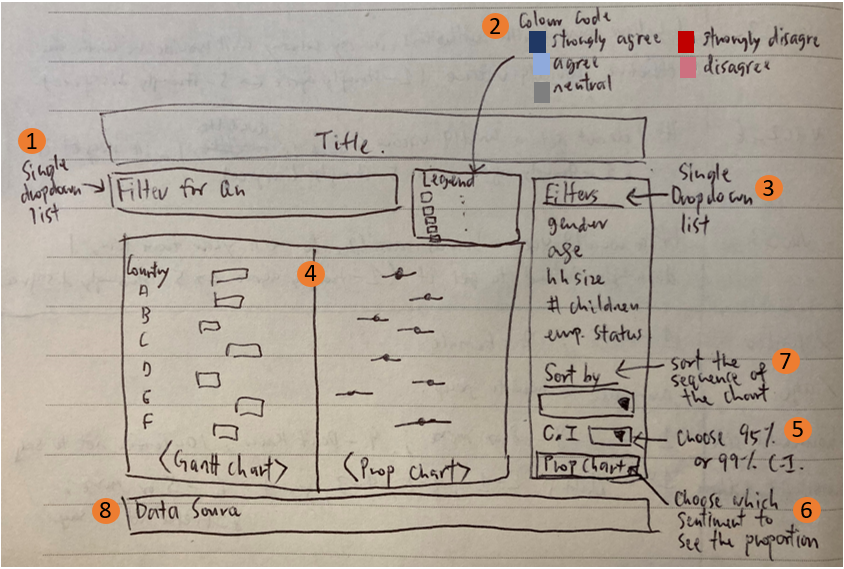 2
Colour Code
strongly agree
strongly disagre
agree
disagree
neutral
1
Single
dropdown
list
Title.
Filter for Qn
Legend
Filters
gender
age
hh size
# children
emp. status
Single
Dropdown
list
3
Country
A
B
C
D
E
F
4
<Gantt chart>
<Prop chart>
Sort by
sort the
sequence of
the chart
7
C.I
Choose 95%
or 99% C.I.
5
Prop chart
Choose which
sentiment to
see the proportion
6
8
Data Source